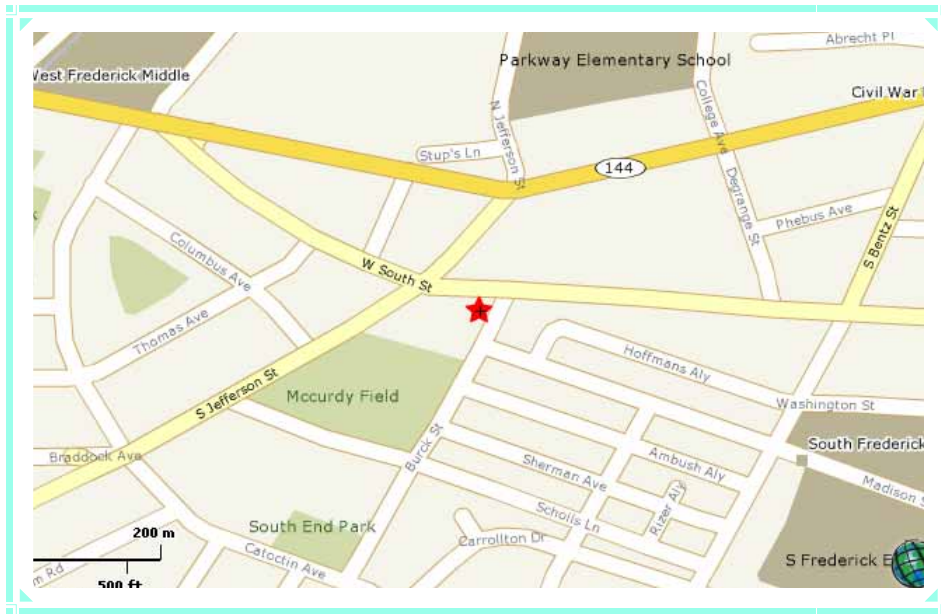 Abrecht Pl
Parkway Elementary School
West Frederick Middle
Civil War
College Ave
N Jefferson St
Stup's Ln
144
Degrange St
Phebus Ave
S Bentz St
Columbus Ave
W South St
Thomas Ave
Hoffmans Aly
S Jefferson St
Mccurdy Field
Washington St
Burck St
South Frederick
Braddock Ave
Sherman Ave
Ambush Aly
Madison S
Rizer Aly
Scholls Ln
South End Park
200 m
Carrollton Dr
Catoctin Ave
S Frederick E
m Rd
500 ft